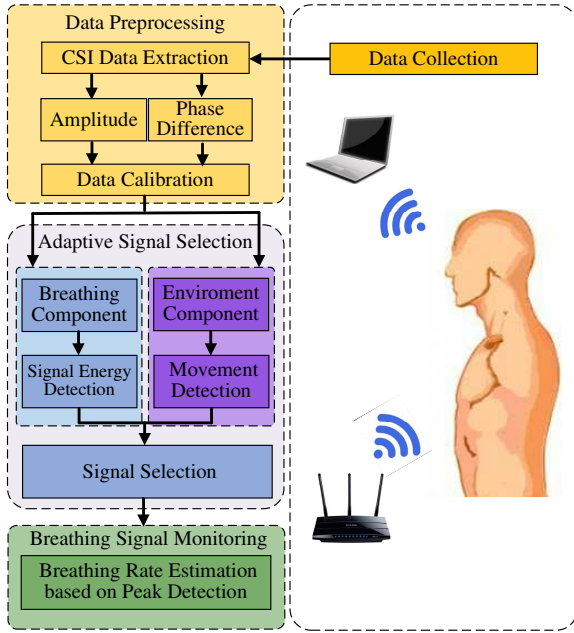 Data Preprocessing
CSI Data Extraction
Data Collection
Amplitude
Phase
Difference
Data Calibration
Adaptive Signal Selection
Breathing
Component
Enviroment
Component
Signal Energy
Detection
Movement
Detection
Signal Selection
Breathing Signal Monitoring
Breathing Rate Estimation
based on Peak Detection